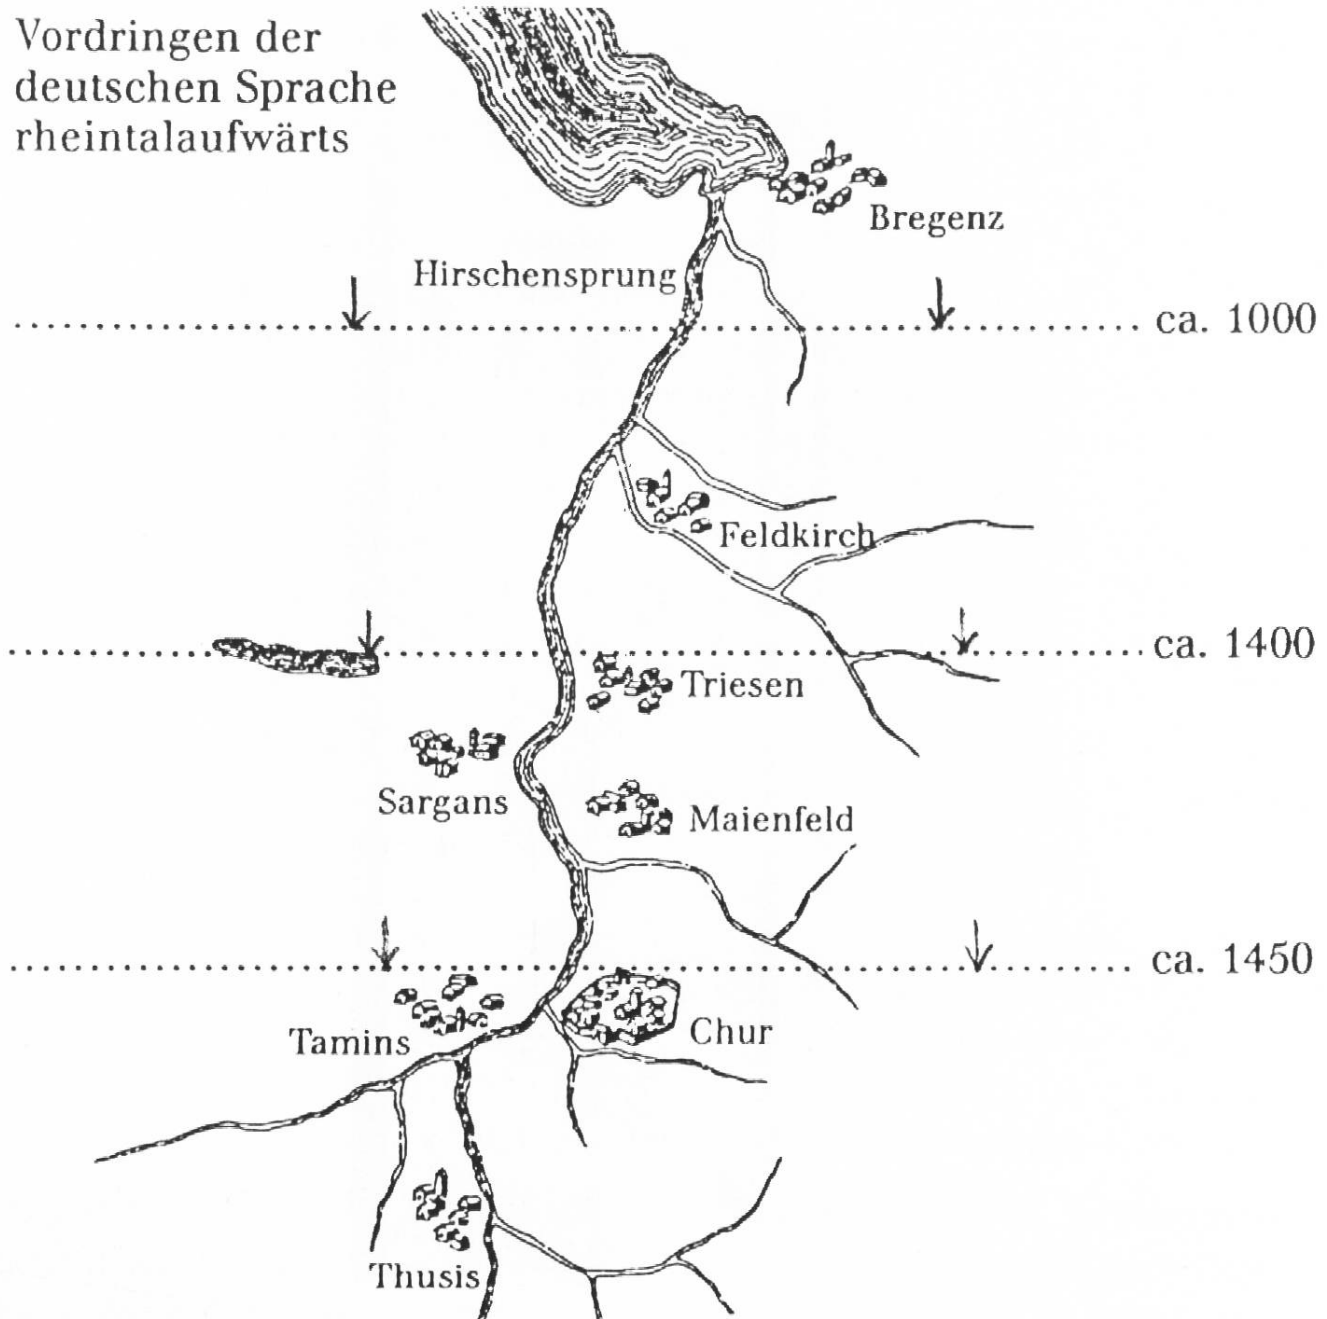 Vordringen der
deutschen Sprache
rheintalaufwärts
Bregenz
Hirschensprung
ca. 1000
Feldkirch
ca. 1400
Triesen
Sargans
Maienfeld
ca. 1450
Tamins
Chur
Thusis